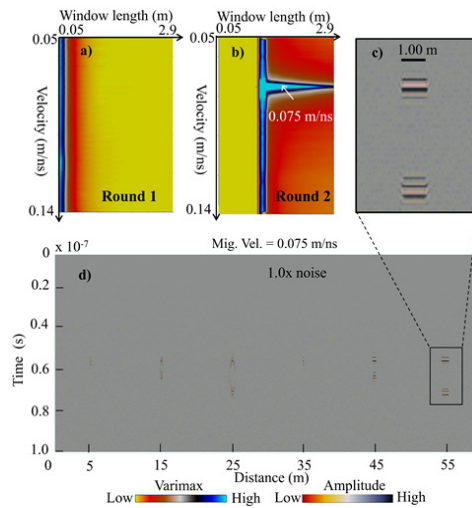 Window length (m)
0.05 2.9
Window length (m)
0.05 2.9
0.05
a)
Velocity (m/ns)
Round 1
0.14
0.05
b)
0.075 m/ns
Velocity (m/ns)
Round 2
0.14
c)
1.00 m
x 10⁻⁷
Mig. Vel. = 0.075 m/ns
0
d)
1.0x noise
0.2
0.4
Time (s)
0.6
0.8
1.0
0 5 15 25 35 45 55
Distance (m)
Varimax
Low High
Amplitude
Low High